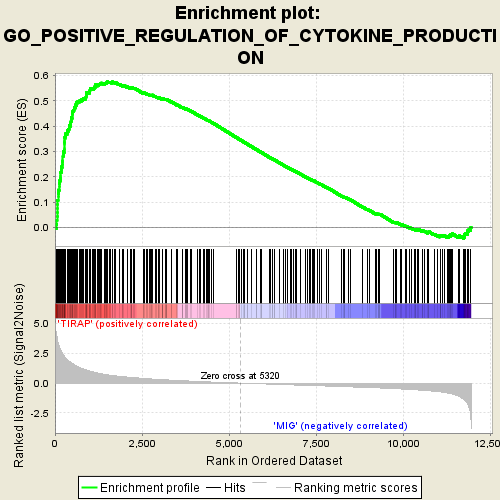 Enrichment plot:
GO_POSITIVE_REGULATION_OF_CYTOKINE_PRODUCTI
ON
Enrichment score (ES)
0.6
0.5
0.4
0.3
0.2
0.1
0.0
Ranked list metric (Signal2Noise)
5.0
2.5
0.0
-2.5
'TIRAP' (positively correlated)
Zero cross at 5320
'MIG' (negatively correlated)
0
2,500
5,000
7,500
10,000
12,500
Rank in Ordered Dataset
Enrichment profile
Hits
Ranking metric scores